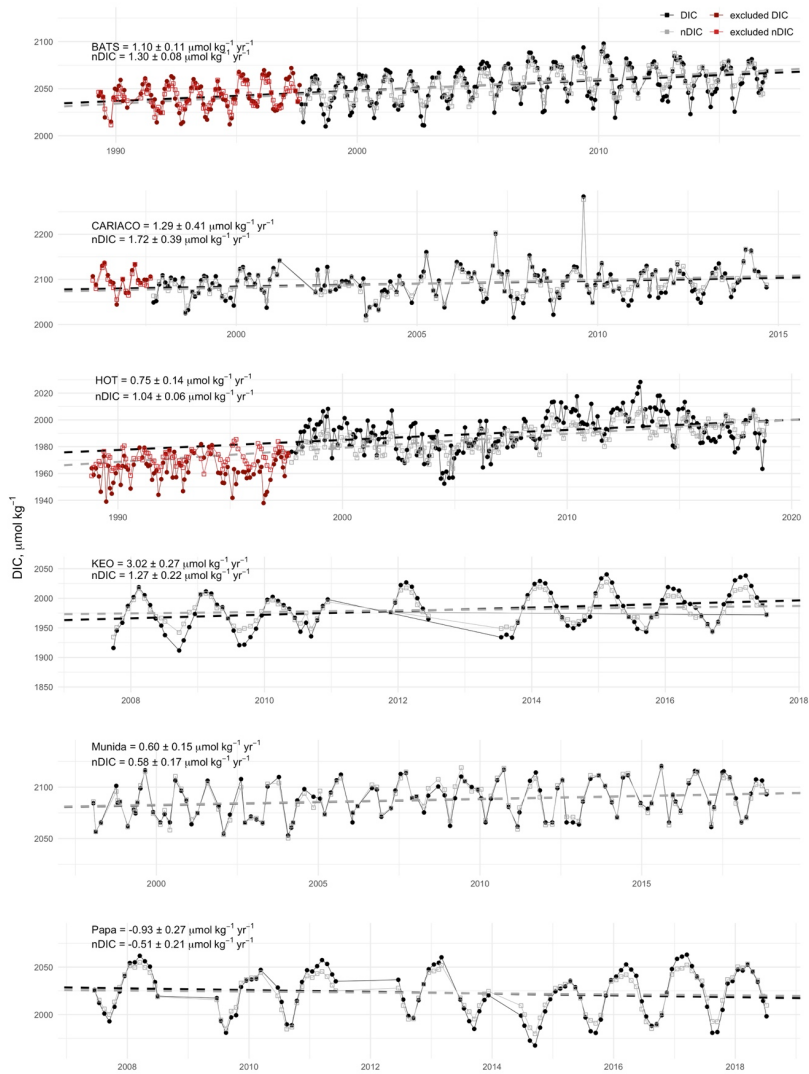 DIC excluded DIC
nDIC excluded nDIC
BATS = 1.10 ± 0.11 μmol kg⁻¹ yr⁻¹
nDIC = 1.30 ± 0.08 μmol kg⁻¹ yr⁻¹
2100
2050
2000
1990 2000 2010
CARIACO = 1.29 ± 0.41 μmol kg⁻¹ yr⁻¹
nDIC = 1.72 ± 0.39 μmol kg⁻¹ yr⁻¹
2200
2100
2000
2000 2005 2010 2015
HOT = 0.75 ± 0.14 μmol kg⁻¹ yr⁻¹
nDIC = 1.04 ± 0.06 μmol kg⁻¹ yr⁻¹
2020
2000
1980
1960
1940
1990 2000 2010 2020
DIC, μmol kg⁻¹
KEO = 3.02 ± 0.27 μmol kg⁻¹ yr⁻¹
nDIC = 1.27 ± 0.22 μmol kg⁻¹ yr⁻¹
2050
2000
1950
1900
1850
2008 2010 2012 2014 2016 2018
Munida = 0.60 ± 0.15 μmol kg⁻¹ yr⁻¹
nDIC = 0.58 ± 0.17 μmol kg⁻¹ yr⁻¹
2100
2050
2000 2005 2010 2015
Papa = -0.93 ± 0.27 μmol kg⁻¹ yr⁻¹
nDIC = -0.51 ± 0.21 μmol kg⁻¹ yr⁻¹
2050
2000
2008 2010 2012 2014 2016 2018